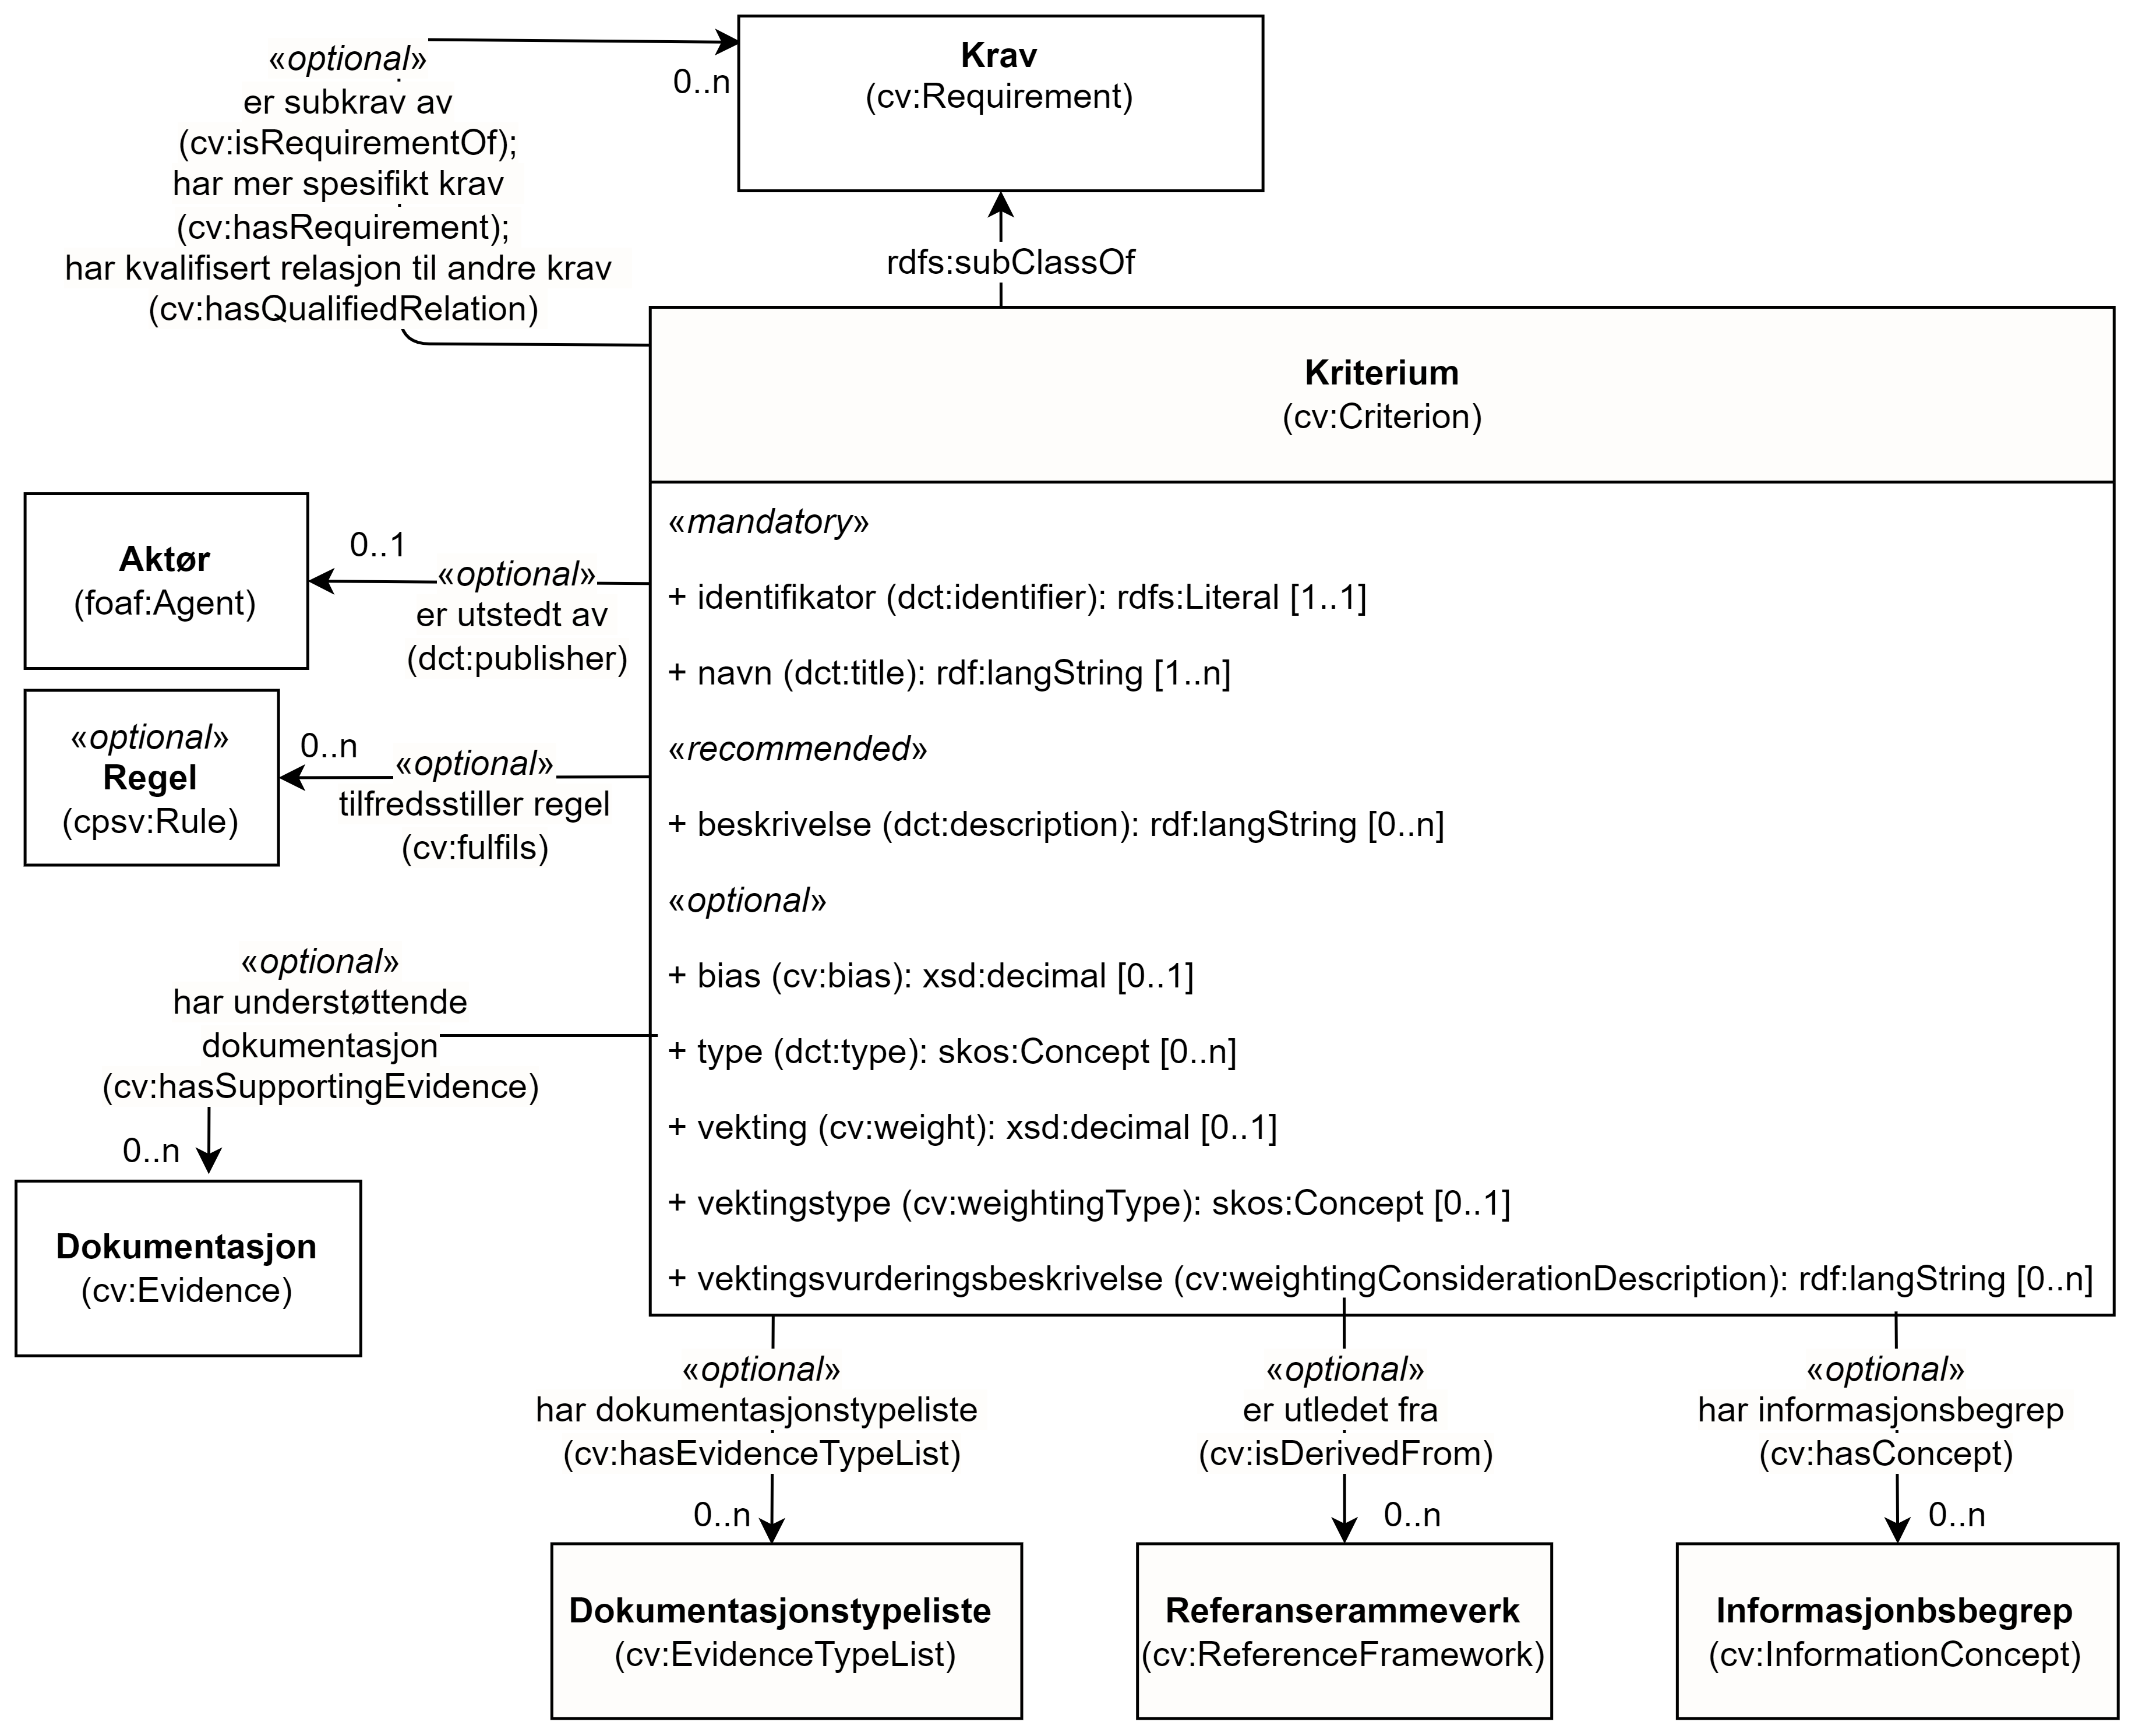 «optional»
er subkrav av
(cv:isRequirementOf);
har mer spesifikt krav
(cv:hasRequirement);
har kvalifisert relasjon til andre krav
(cv:hasQualifiedRelation)
0..n
Krav
(cv:Requirement)
rdfs:subClassOf
Kriterium
(cv:Criterion)
«mandatory»
+ identifikator (dct:identifier): rdfs:Literal [1..1]
+ navn (dct:title): rdf:langString [1..n]
«recommended»
+ beskrivelse (dct:description): rdf:langString [0..n]
«optional»
+ bias (cv:bias): xsd:decimal [0..1]
+ type (dct:type): skos:Concept [0..n]
+ vekting (cv:weight): xsd:decimal [0..1]
+ vektingstype (cv:weightingType): skos:Concept [0..1]
+ vektingsvurderingsbeskrivelse (cv:weightingConsiderationDescription): rdf:langString [0..n]
Aktør
(foaf:Agent)
0..1
«optional»
er utstedt av
(dct:publisher)
«optional»
Regel
(cpsv:Rule)
0..n
«optional»
tilfredsstiller regel
(cv:fulfils)
«optional»
har understøttende
dokumentasjon
(cv:hasSupportingEvidence)
0..n
Dokumentasjon
(cv:Evidence)
«optional»
har dokumentasjonstypeliste
(cv:hasEvidenceTypeList)
0..n
Dokumentasjonstypeliste
(cv:EvidenceTypeList)
«optional»
er utledet fra
(cv:isDerivedFrom)
0..n
Referanserammeverk
(cv:ReferenceFramework)
«optional»
har informasjonsbegrep
(cv:hasConcept)
0..n
Informasjonbsbegrep
(cv:InformationConcept)